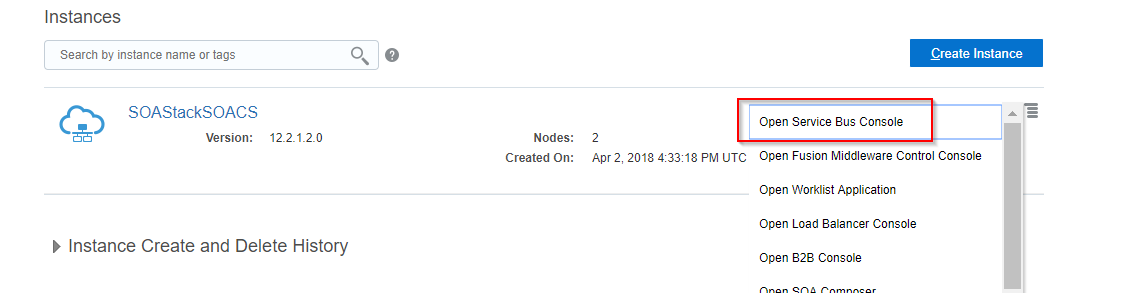 Instances
Search by instance name or tags
?
Create Instance
SOAStackSOACS
Version: 12.2.1.2.0
Nodes: 2
Created On: Apr 2, 2018 4:33:18 PM UTC
Open Service Bus Console
Open Fusion Middleware Control Console
Open Worklist Application
Open Load Balancer Console
Open B2B Console
Open SOA Composer
Instance Create and Delete History